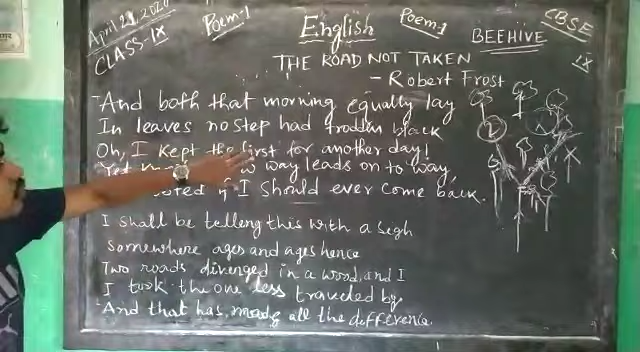 April 21, 2020
CLASS-IX
Poem-1
English
Poem-1
BEEHIVE
CBSE
IX
THE ROAD NOT TAKEN
- Robert Frost
And both that morning equally lay
In leaves no step had trodden black
Oh, I kept the first for another day!
Yet way leads on to way,
if I should ever come back.
I shall be telling this with a sigh
Somewhere ages and ages hence
Two roads diverged in a wood, and I
I took the one less traveled by,
And that has made all the difference.